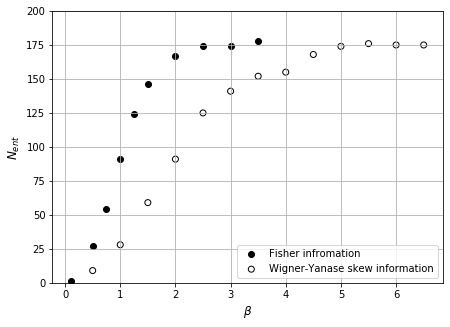 200
175
150
125
100
75
50
25
0
N_ent
Fisher infromation
Wigner-Yanase skew information
0 1 2 3 4 5 6
β